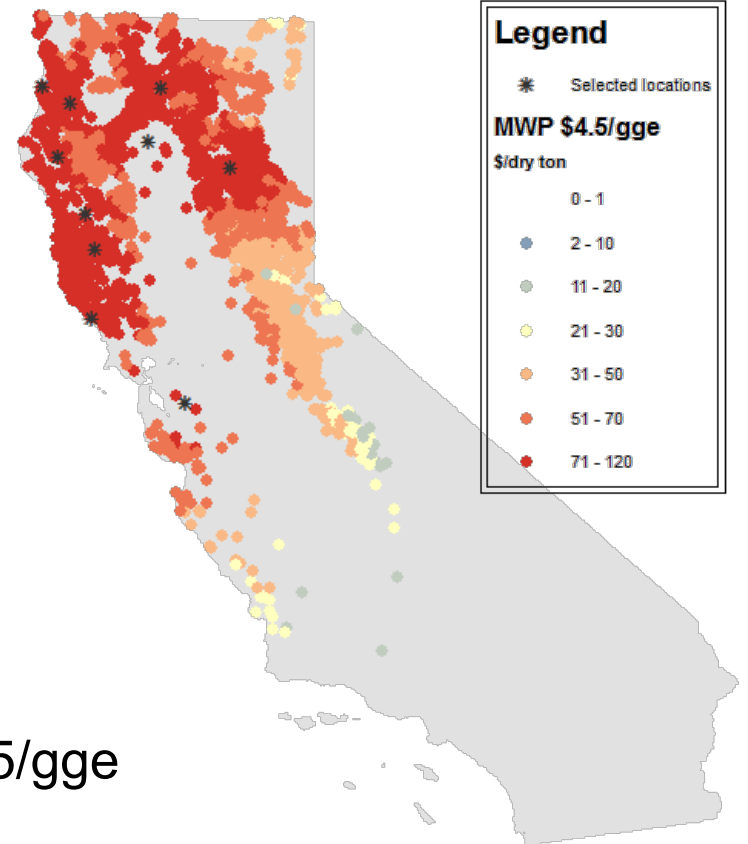 Legend
Selected locations
MWP $4.5/gge
$/dry ton
0 - 1
2 - 10
11 - 20
21 - 30
31 - 50
51 - 70
71 - 120
5/gge